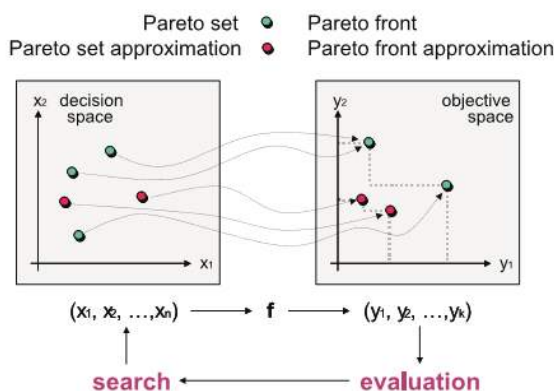 Pareto set Pareto front
Pareto set approximation Pareto front approximation
x₂ decision space
x₁
y₂ objective space
y₁
(x₁, x₂, ...,xₙ) f (y₁, y₂, ...,yₖ)
search evaluation